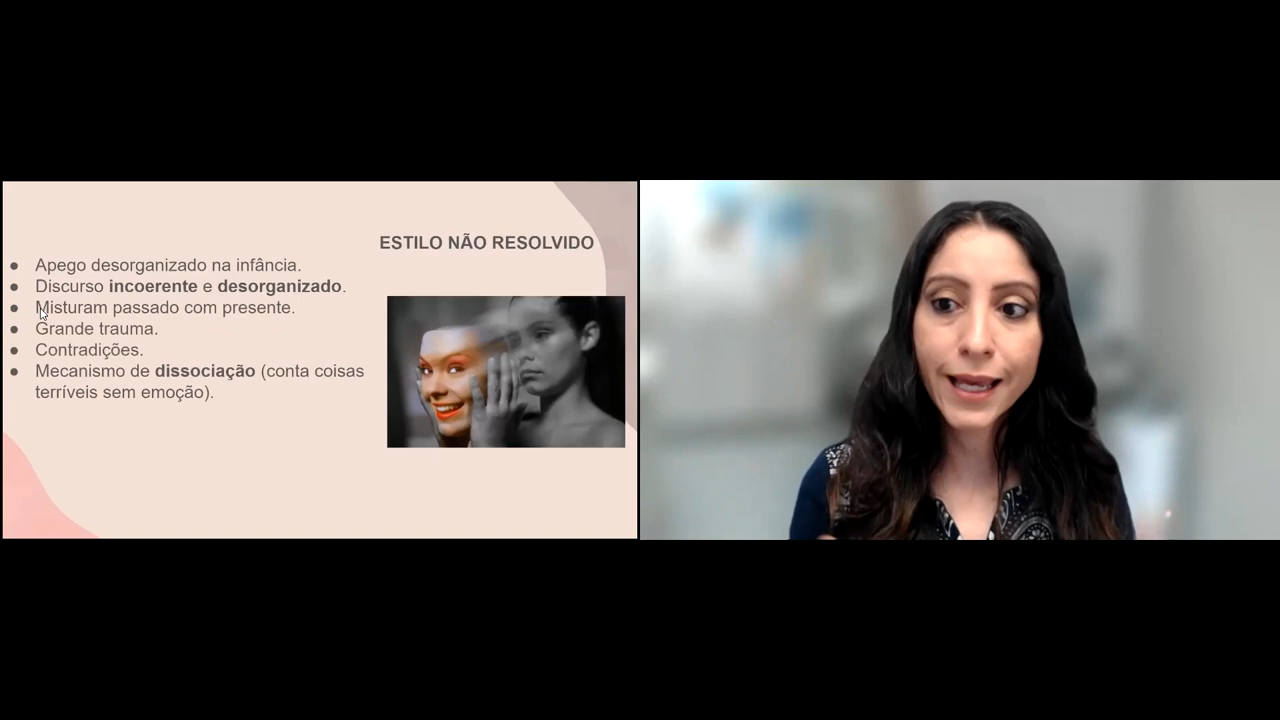 ESTILO NÃO RESOLVIDO
● Apego desorganizado na infância.
● Discurso incoerente e desorganizado.
● Misturam passado com presente.
● Grande trauma.
● Contradições.
● Mecanismo de dissociação (conta coisas
terríveis sem emoção).